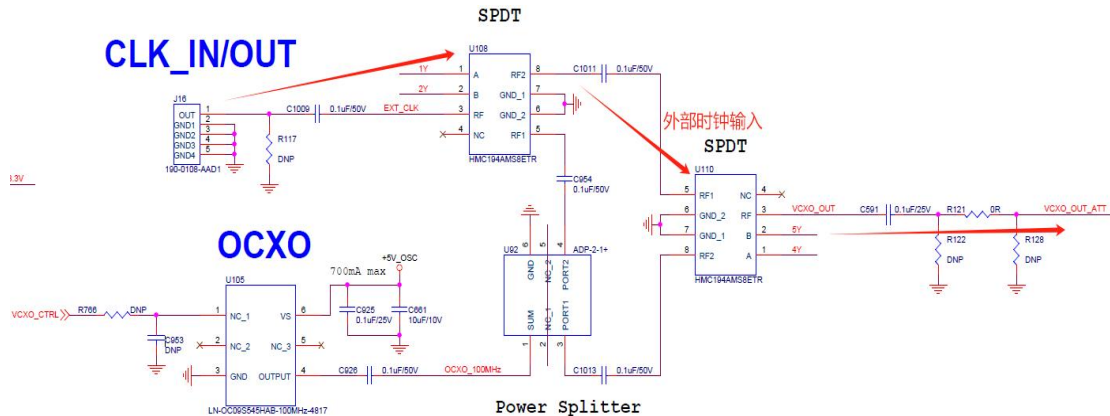 SPDT
CLK_IN/OUT
U108
1Y
1
A
RF2
8
C1011
0.1uF/50V
2Y
2
B
GND_1
7
J16
OUT
1
C1009
0.1uF/50V
EXT_CLK
3
RF
GND_2
6
外部时钟输入
GND1
2
GND2
3
GND3
4
GND4
5
R117
DNP
4
NC
RF1
5
HMC194AMS8ETR
190-0108-AAD1
SPDT
U110
C954
0.1uF/50V
5
RF1
NC
4
6
GND_2
RF
3
VCXO_OUT
C591
0.1uF/25V
R121
0R
VCXO_OUT_ATT
7
GND_1
B
2
5Y
8
RF2
A
1
4Y
R122
DNP
R128
DNP
HMC194AMS8ETR
OCXO
U92
ADP-2-1+
6
5
4
GND
NC_2
PORT2
SUM
NC_1
PORT1
1
2
3
U105
700mA max
+5V_OSC
VCXO_CTRL
R766
DNP
1
NC_1
VS
6
C925
0.1uF/25V
C661
10uF/10V
C953
DNP
2
NC_2
NC_3
5
3
GND
OUTPUT
4
C926
0.1uF/50V
OCXO_100MHz
C1013
0.1uF/50V
LN-OC09S545HAB-100MHz-4817
Power Splitter